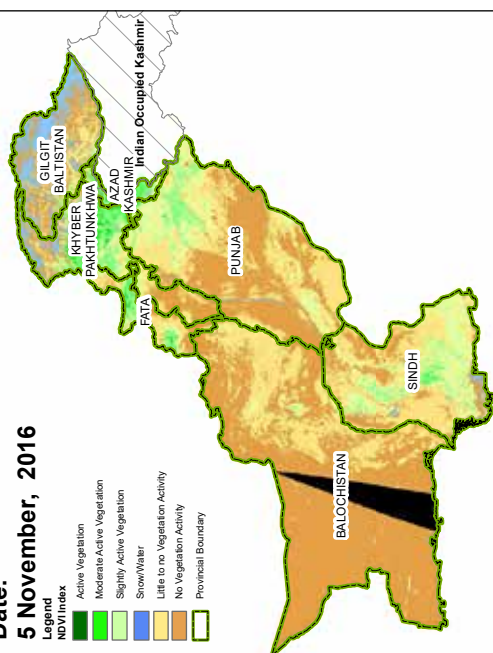 Date:
5 November, 2016
Legend
NDVI Index
Active Vegetation
Moderate Active Vegetation
Slightly Active Vegetation
Snow/Water
Little to no Vegetation Activity
No Vegetation Activity
Provincial Boundary
GILGIT
BALTISTAN
KHYBER
PAKHTUNKHWA
AZAD
KASHMIR
Indian Occupied Kashmir
FATA
PUNJAB
SINDH
BALOCHISTAN